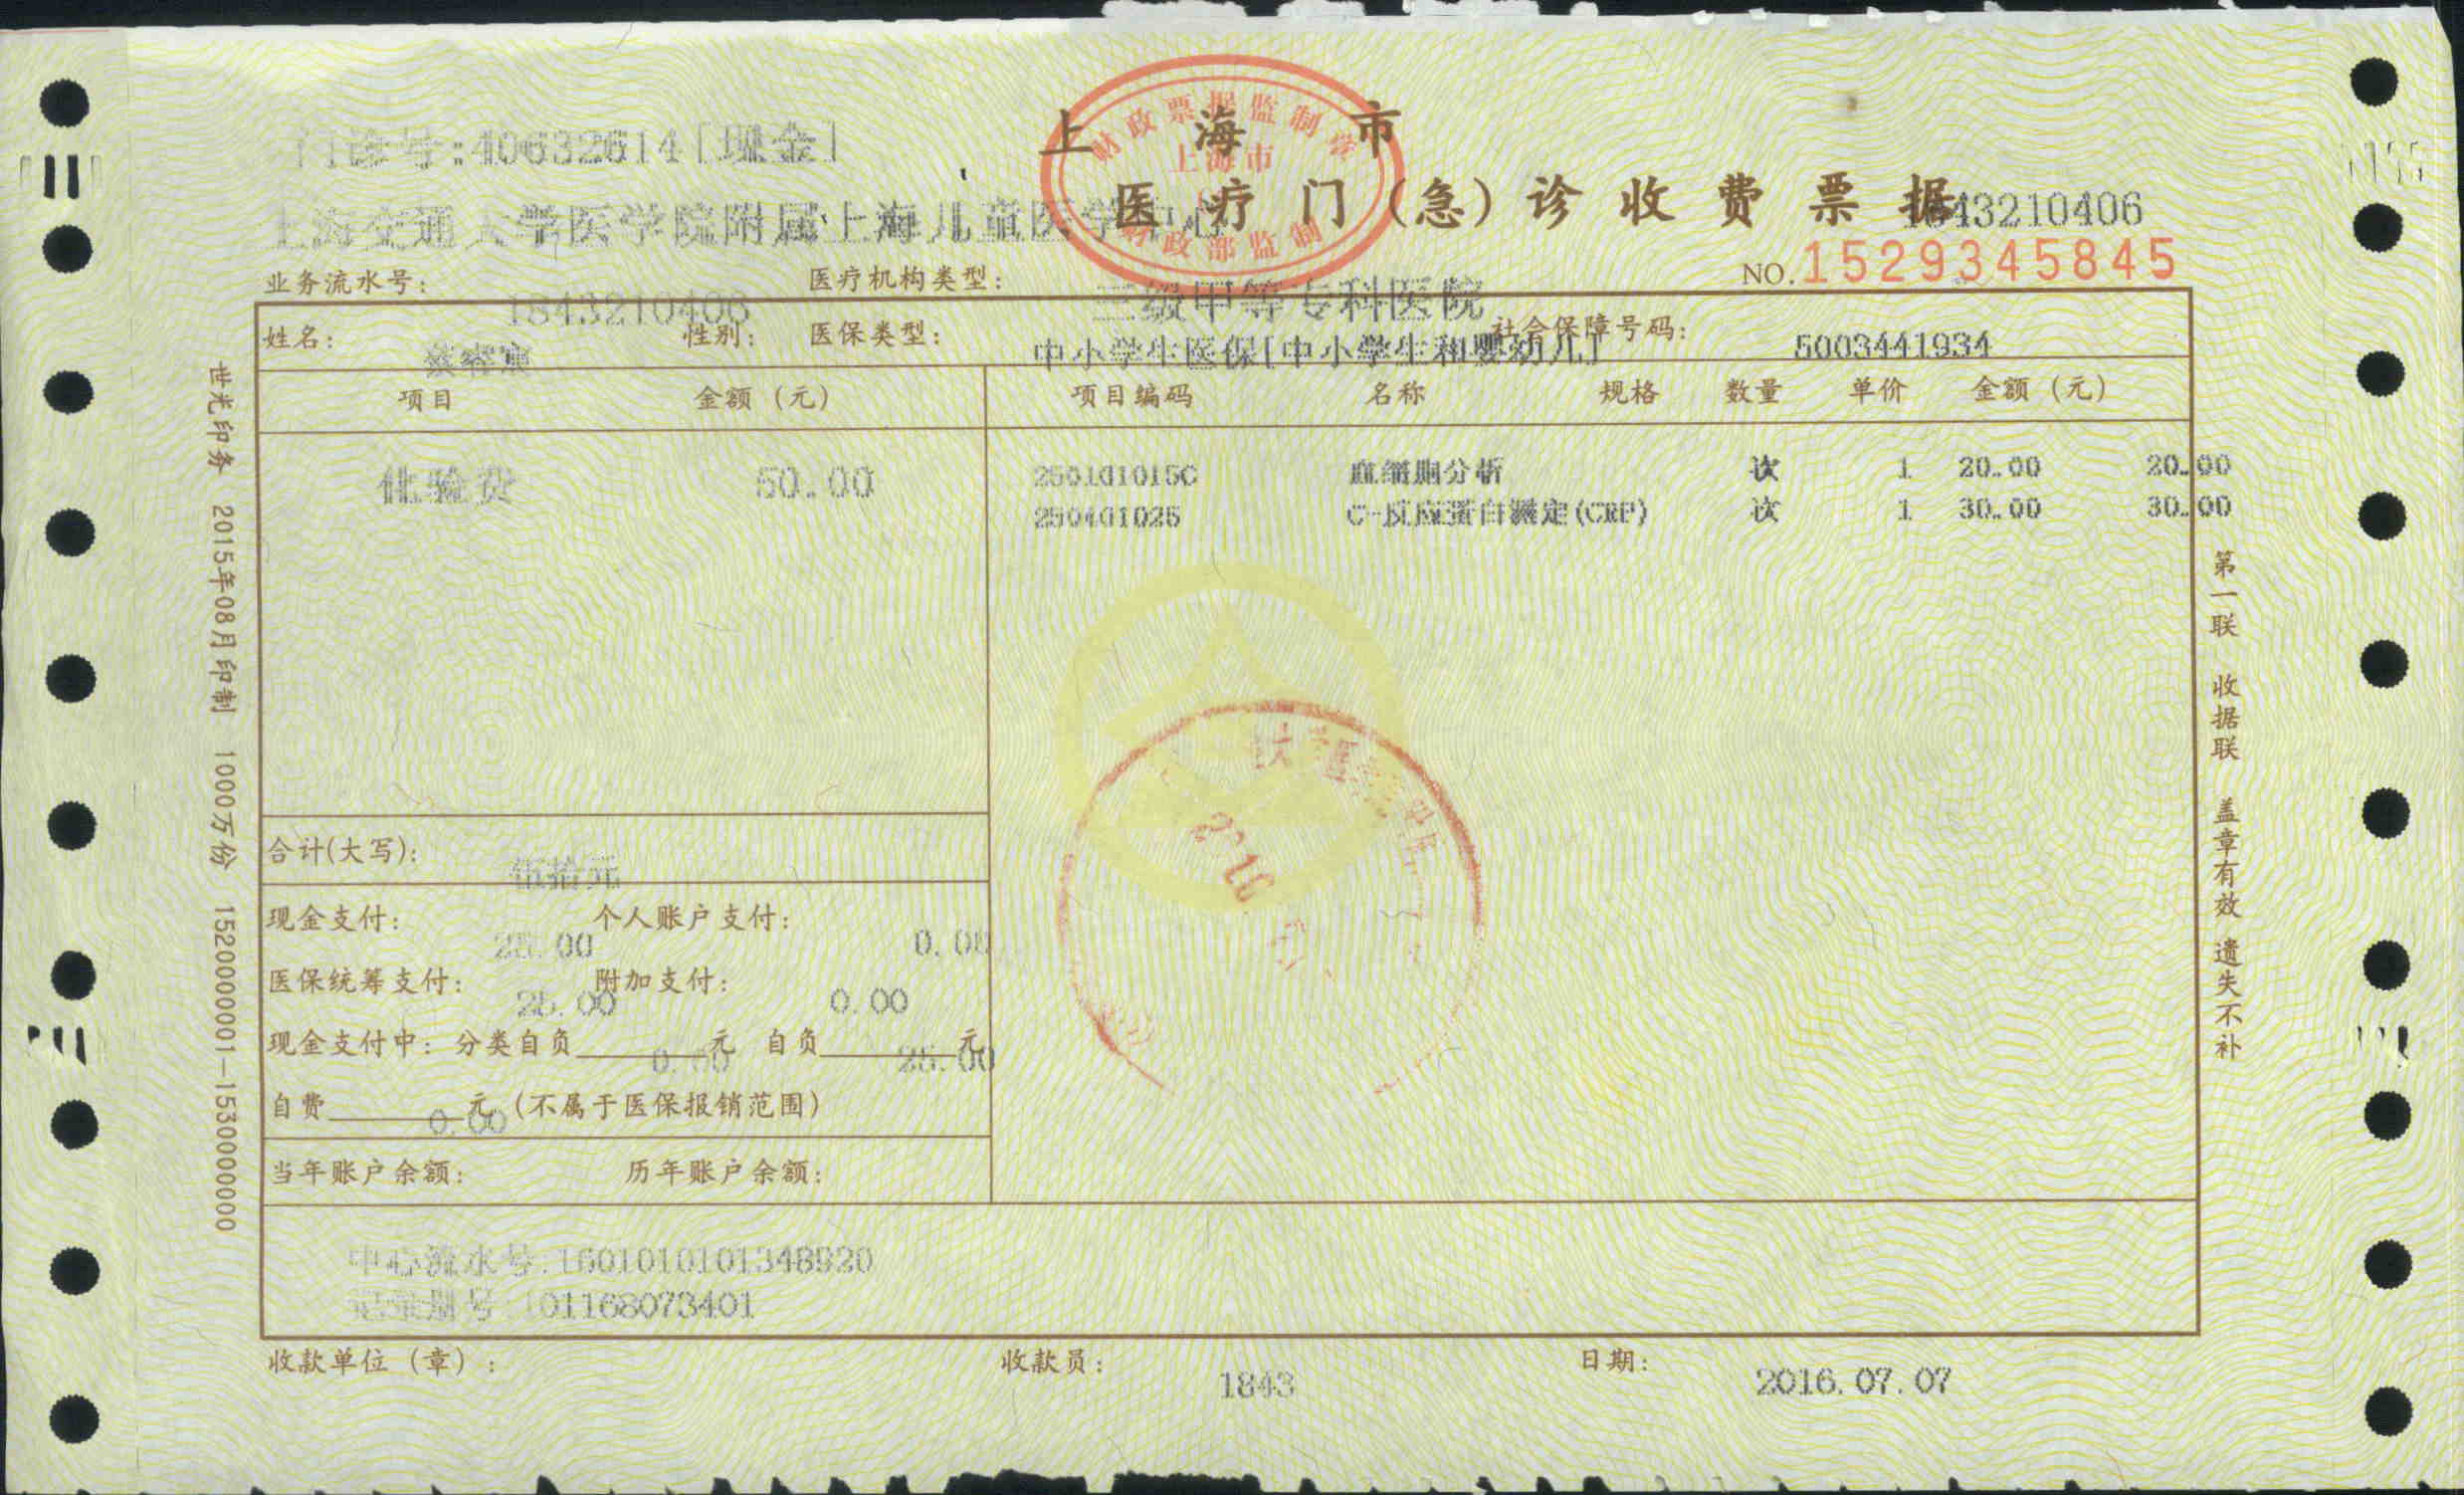 门诊号:40632614[现金]
上海市
医疗门(急)诊收费票据
财政票据监制章
上海市
财政部监制
上海交通大学医学院附属上海儿童医学中心
1843210406
NO.1529345845
业务流水号: 1843210406 医疗机构类型: 三级甲等专科医院
姓名: 性别: 医保类型: 中小学生医保[中小学生和婴幼儿] 社会保障号码: 5003441934
项目 金额(元) 项目编码 名称 规格 数量 单价 金额(元)
化验费 50.00 250101015C 血细胞分析 次 1 20.00 20.00
250401025 C-反应蛋白测定(CRP) 次 1 30.00 30.00
合计(大写): 伍拾元
现金支付: 25.00 个人账户支付: 0.00
医保统筹支付: 25.00 附加支付: 0.00
现金支付中: 分类自负 0.00 元 自负 25.00 元
自费 0.00 元 (不属于医保报销范围)
当年账户余额: 历年账户余额:
中心流水号:1601010101348920
记录册号:101168073401
收款单位(章): 收款员: 1843 日期: 2016.07.07
世光印务 2015年08月印制 1000万份 1520000001-1530000000
第一联 收据联 盖章有效 遗失不补